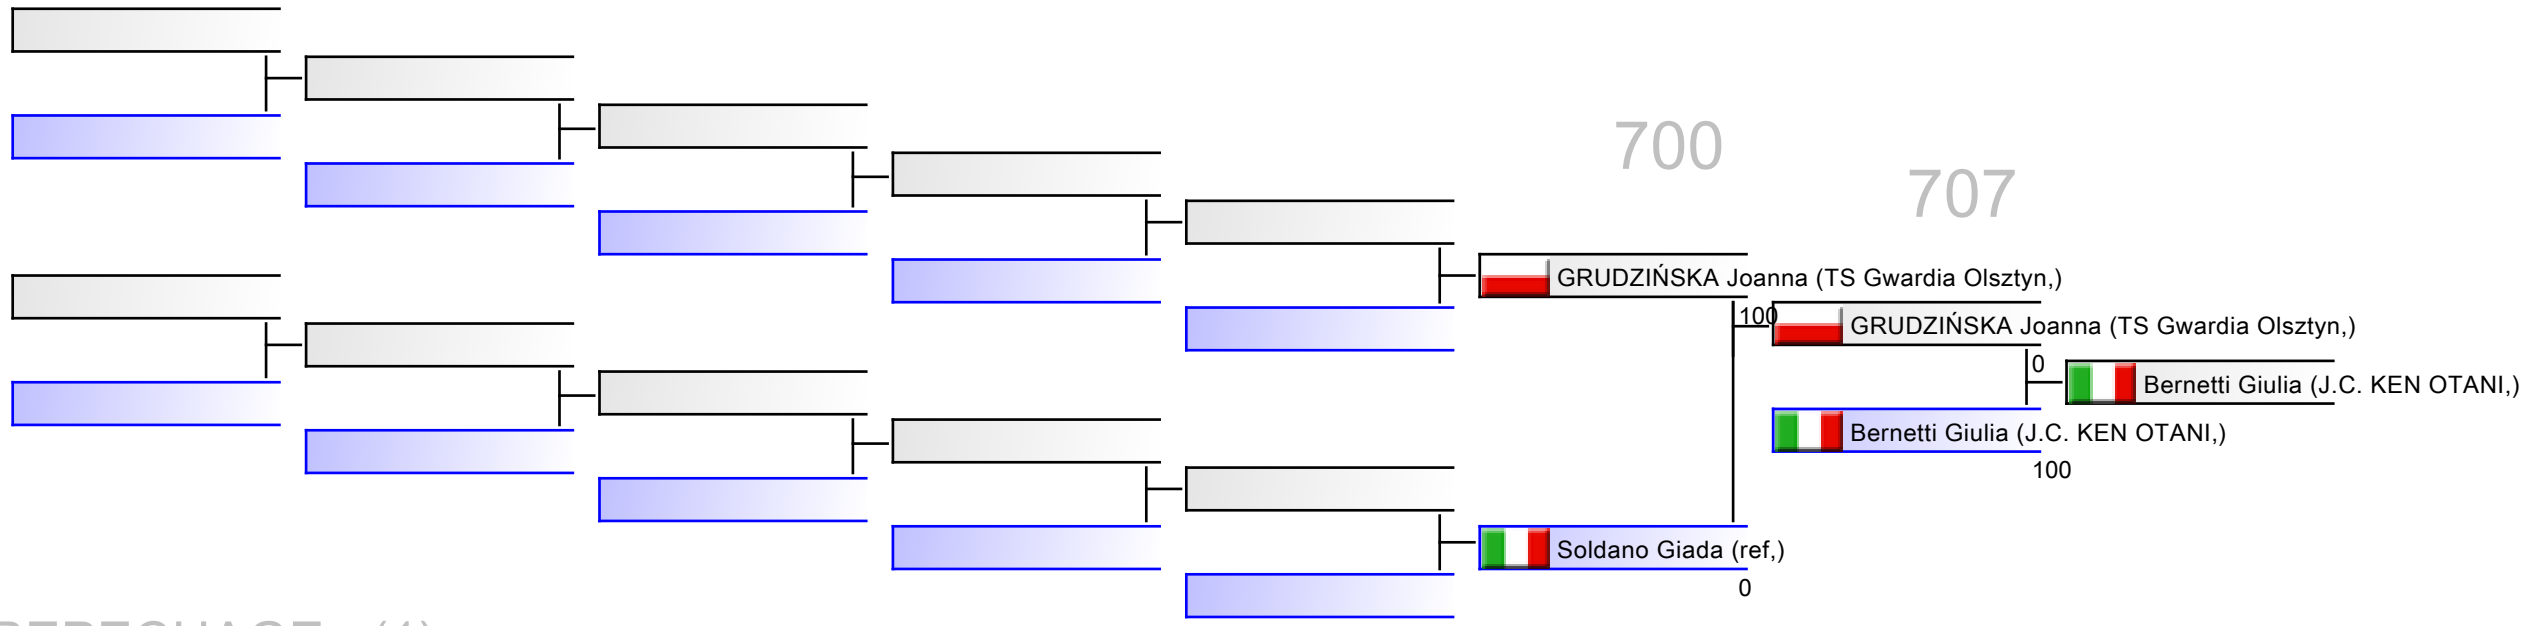 700
707
GRUDZIŃSKA Joanna (TS Gwardia Olsztyn,)
100
GRUDZIŃSKA Joanna (TS Gwardia Olsztyn,)
0
Bernetti Giulia (J.C. KEN OTANI,)
Bernetti Giulia (J.C. KEN OTANI,)
100
Soldano Giada (ref,)
0